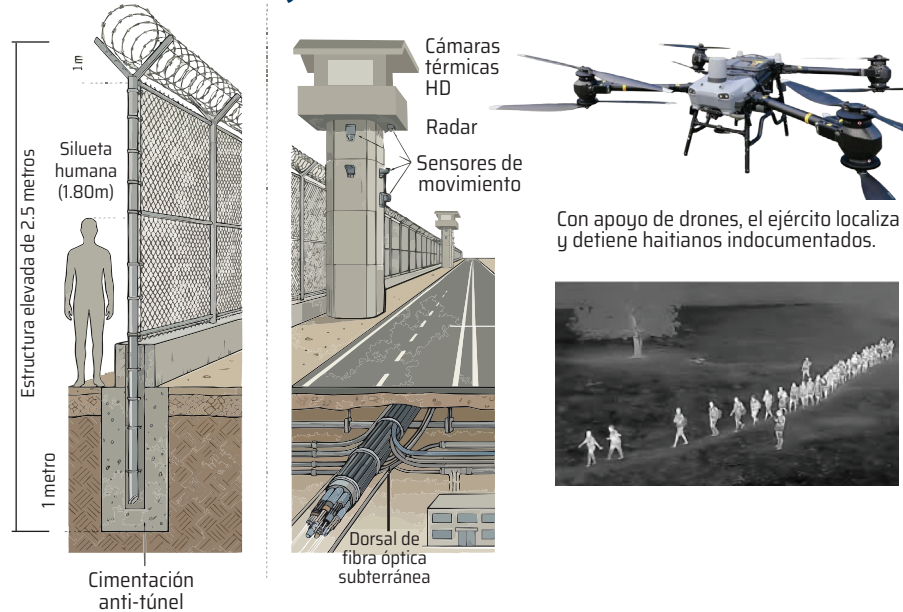 Estructura elevada de 2.5 metros
1m
Silueta
humana
(1.80m)
1 metro
Cimentación
anti-túnel
Cámaras
térmicas
HD
Radar
Sensores de
movimiento
Dorsal de
fibra óptica
subterránea
Con apoyo de drones, el ejército localiza
y detiene haitianos indocumentados.